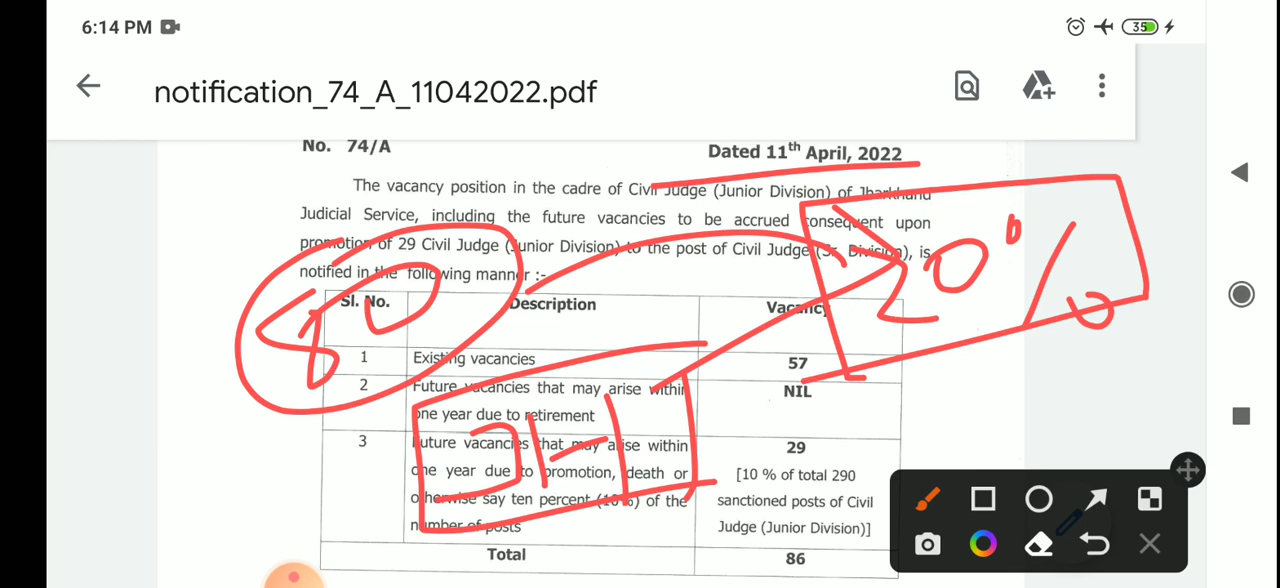 6:14 PM
35
notification_74_A_11042022.pdf
No. 74/A
Dated 11th April, 2022
The vacancy position in the cadre of Civil Judge (Junior Division) of Jharkhand
Judicial Service, including the future vacancies to be accrued consequent upon
promotion of 29 Civil Judge (Junior Division) to the post of Civil Judge (Sr. Division), is
notified in the following manner :-
Sl. No. Description Vacancy
1 Existing vacancies 57
2 Future vacancies that may arise within NIL
one year due to retirement
3 Future vacancies that may arise within 29
one year due to promotion, death or [10 % of total 290
otherwise say ten percent (10%) of the sanctioned posts of Civil
number of posts Judge (Junior Division)]
Total 86
80
20%